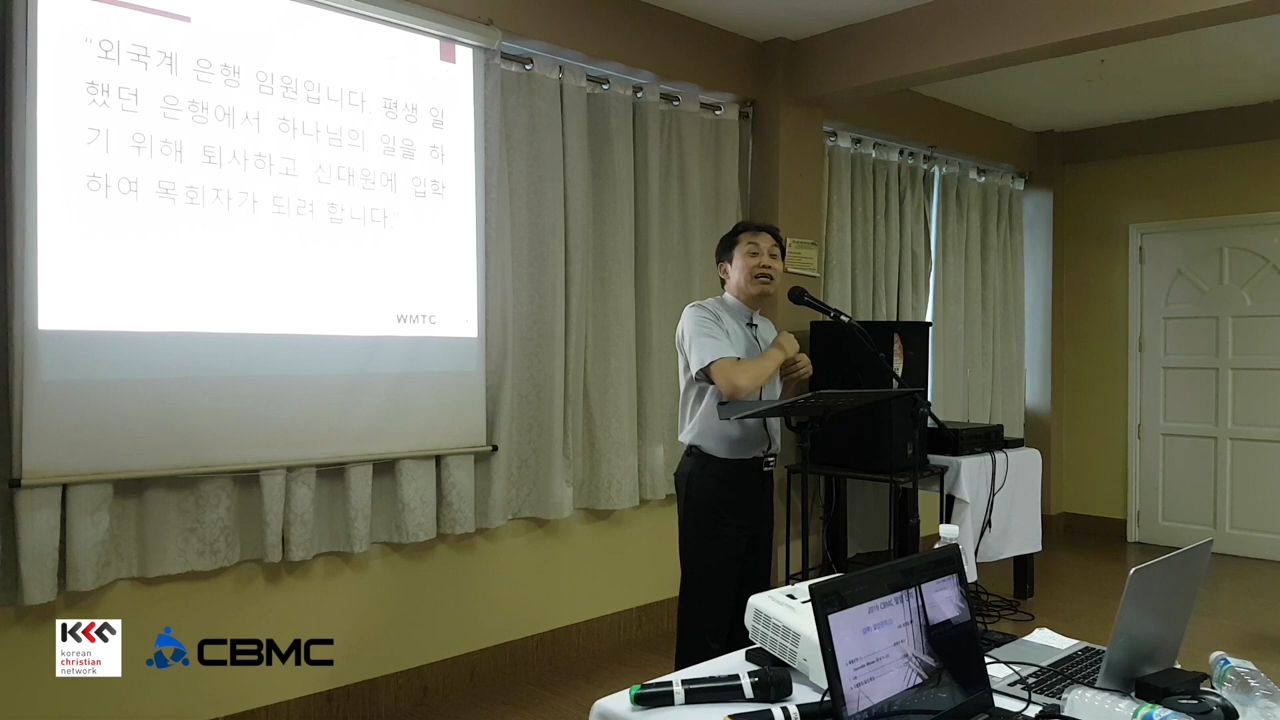 “외국계 은행 임원입니다. 평생 일
했던 은행에서 하나님의 일을 하
기 위해 퇴사하고 신대원에 입학
하여 목회자가 되려 합니다.”
WMTC
2019 CBMC
korean
christian
network
CBMC